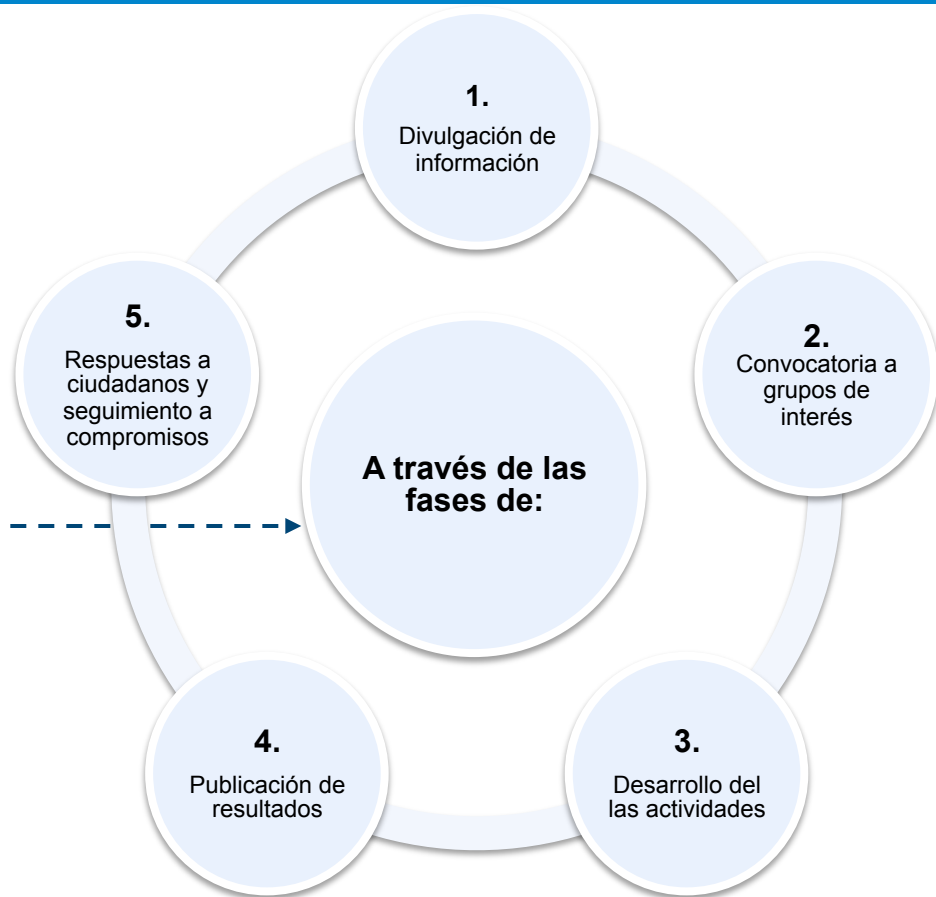 1.
Divulgación de
información
2.
Convocatoria a
grupos de
interés
3.
Desarrollo del
las actividades
4.
Publicación de
resultados
5.
Respuestas a
ciudadanos y
seguimiento a
compromisos
A través de las
fases de: